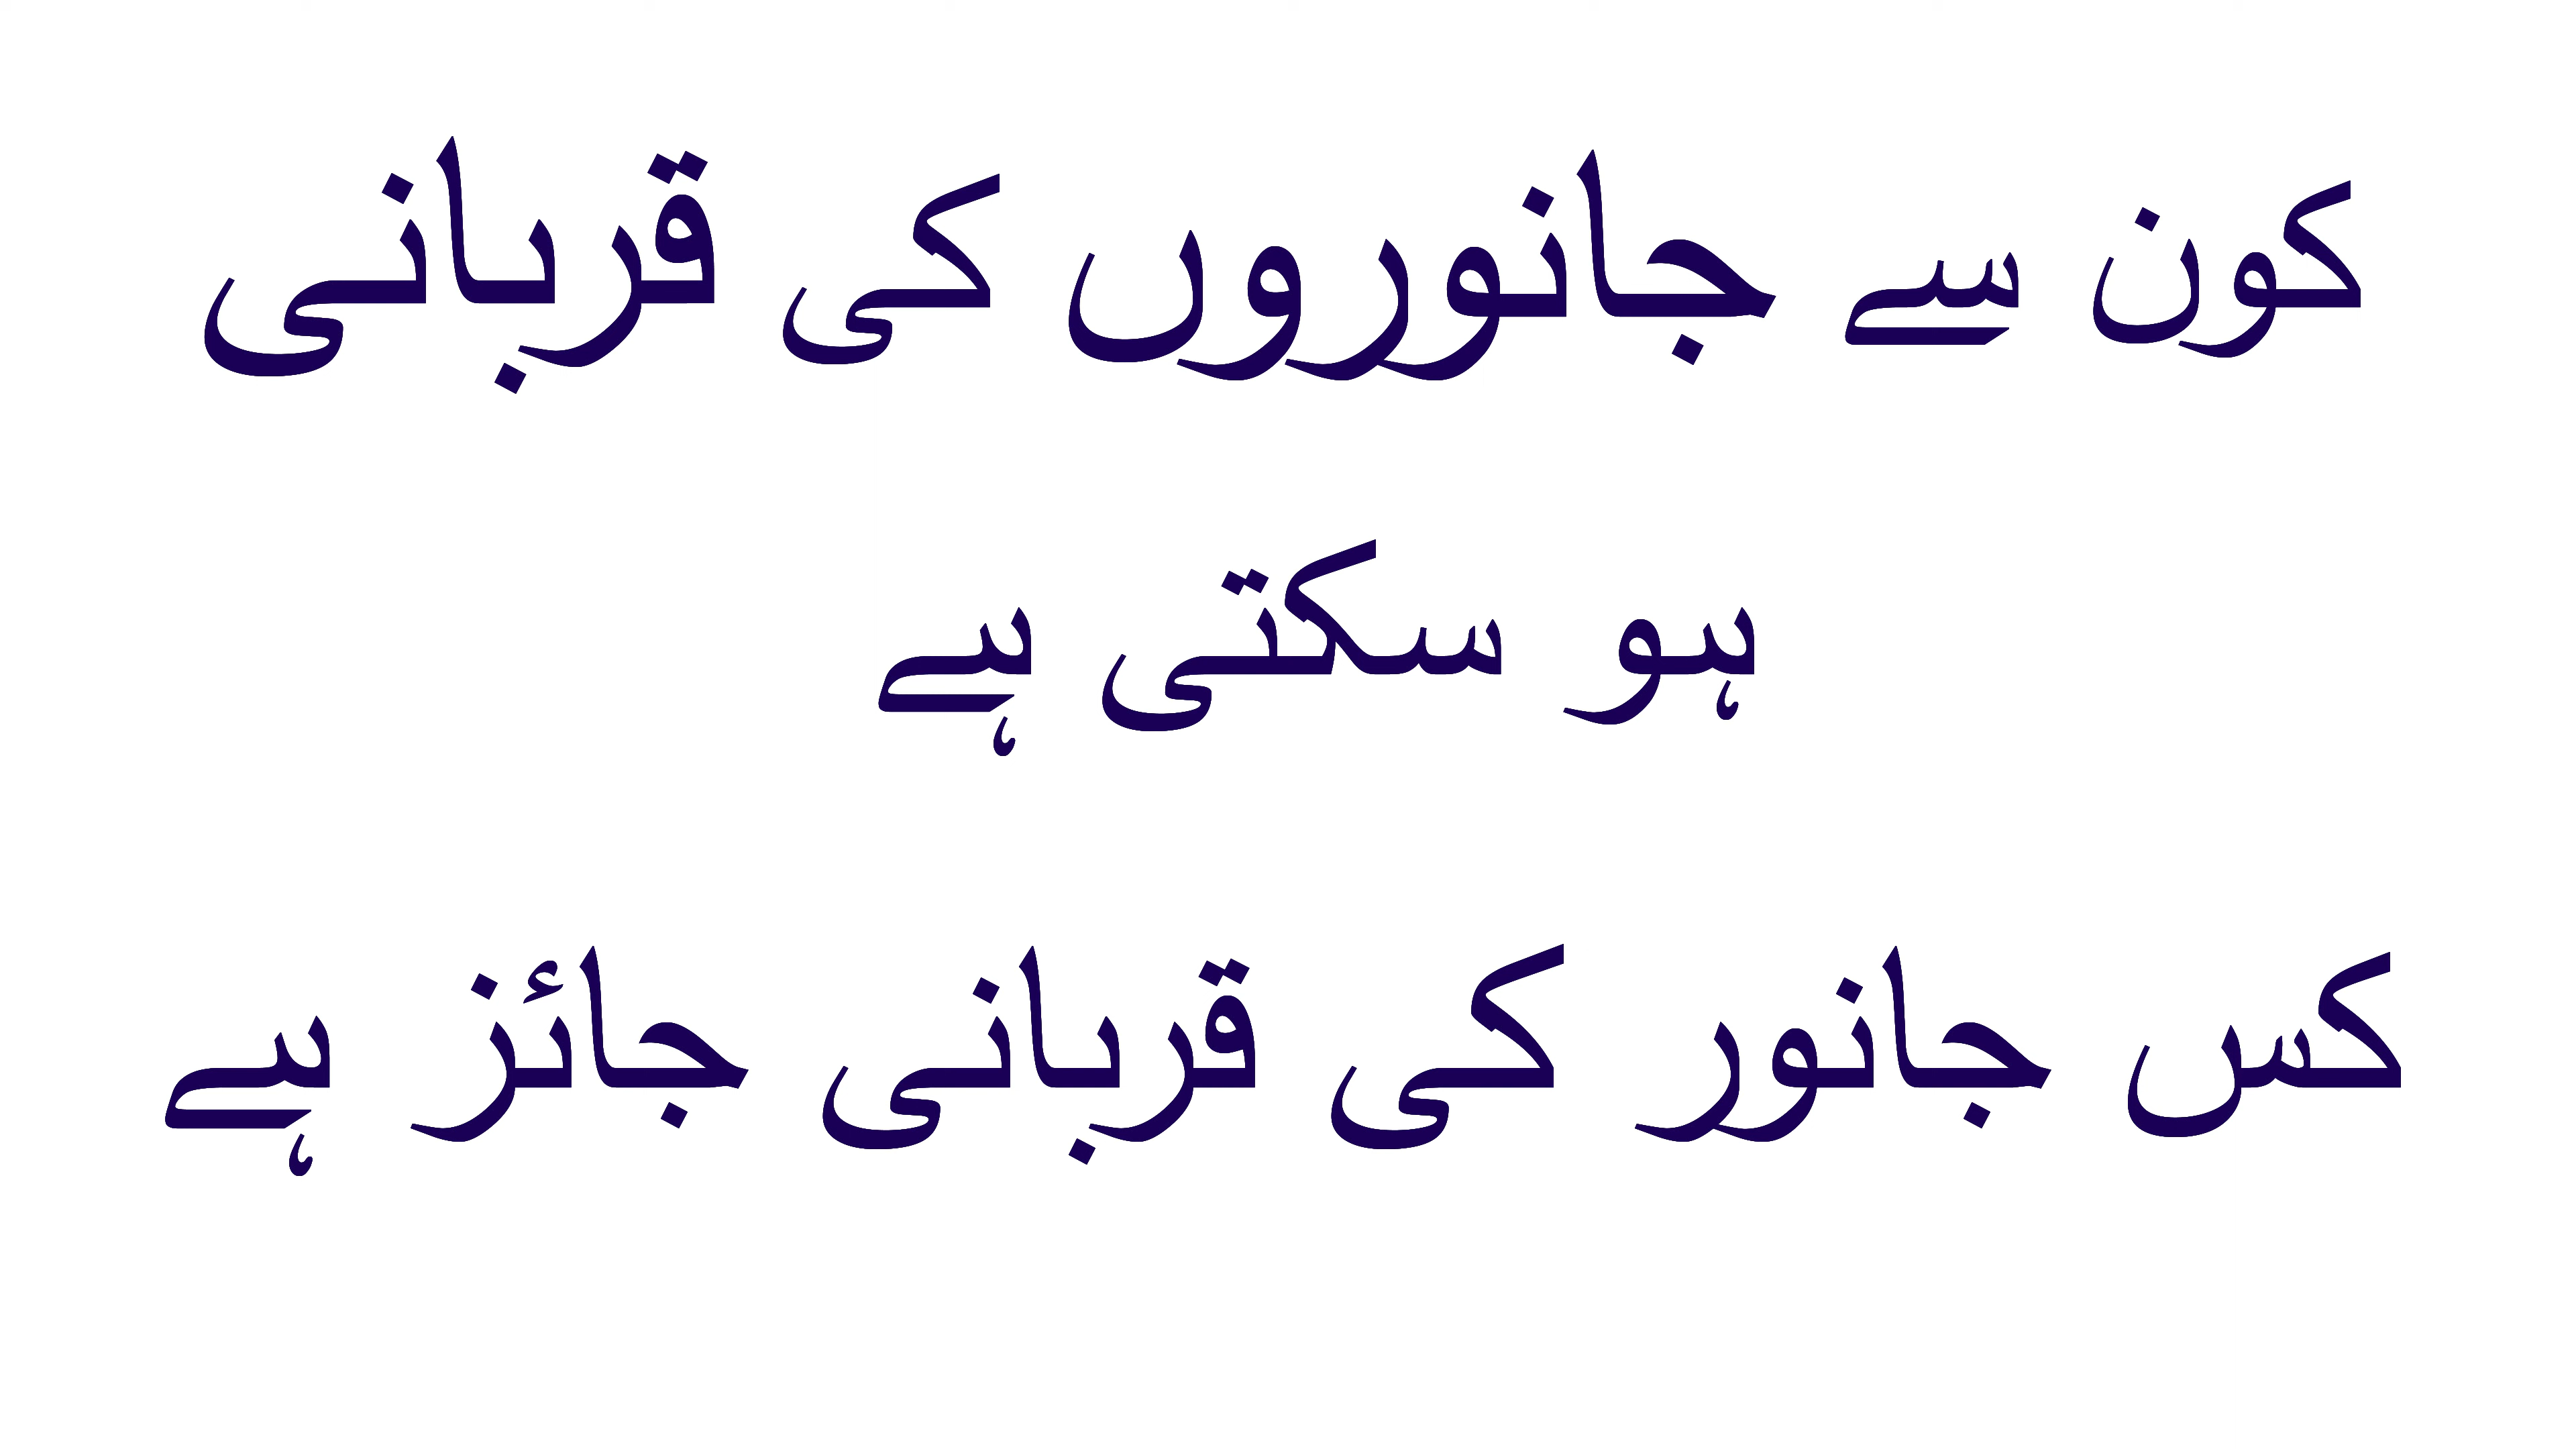 کون سے جانوروں کی قربانی
ہو سکتی ہے
کس جانور کی قربانی جائز ہے